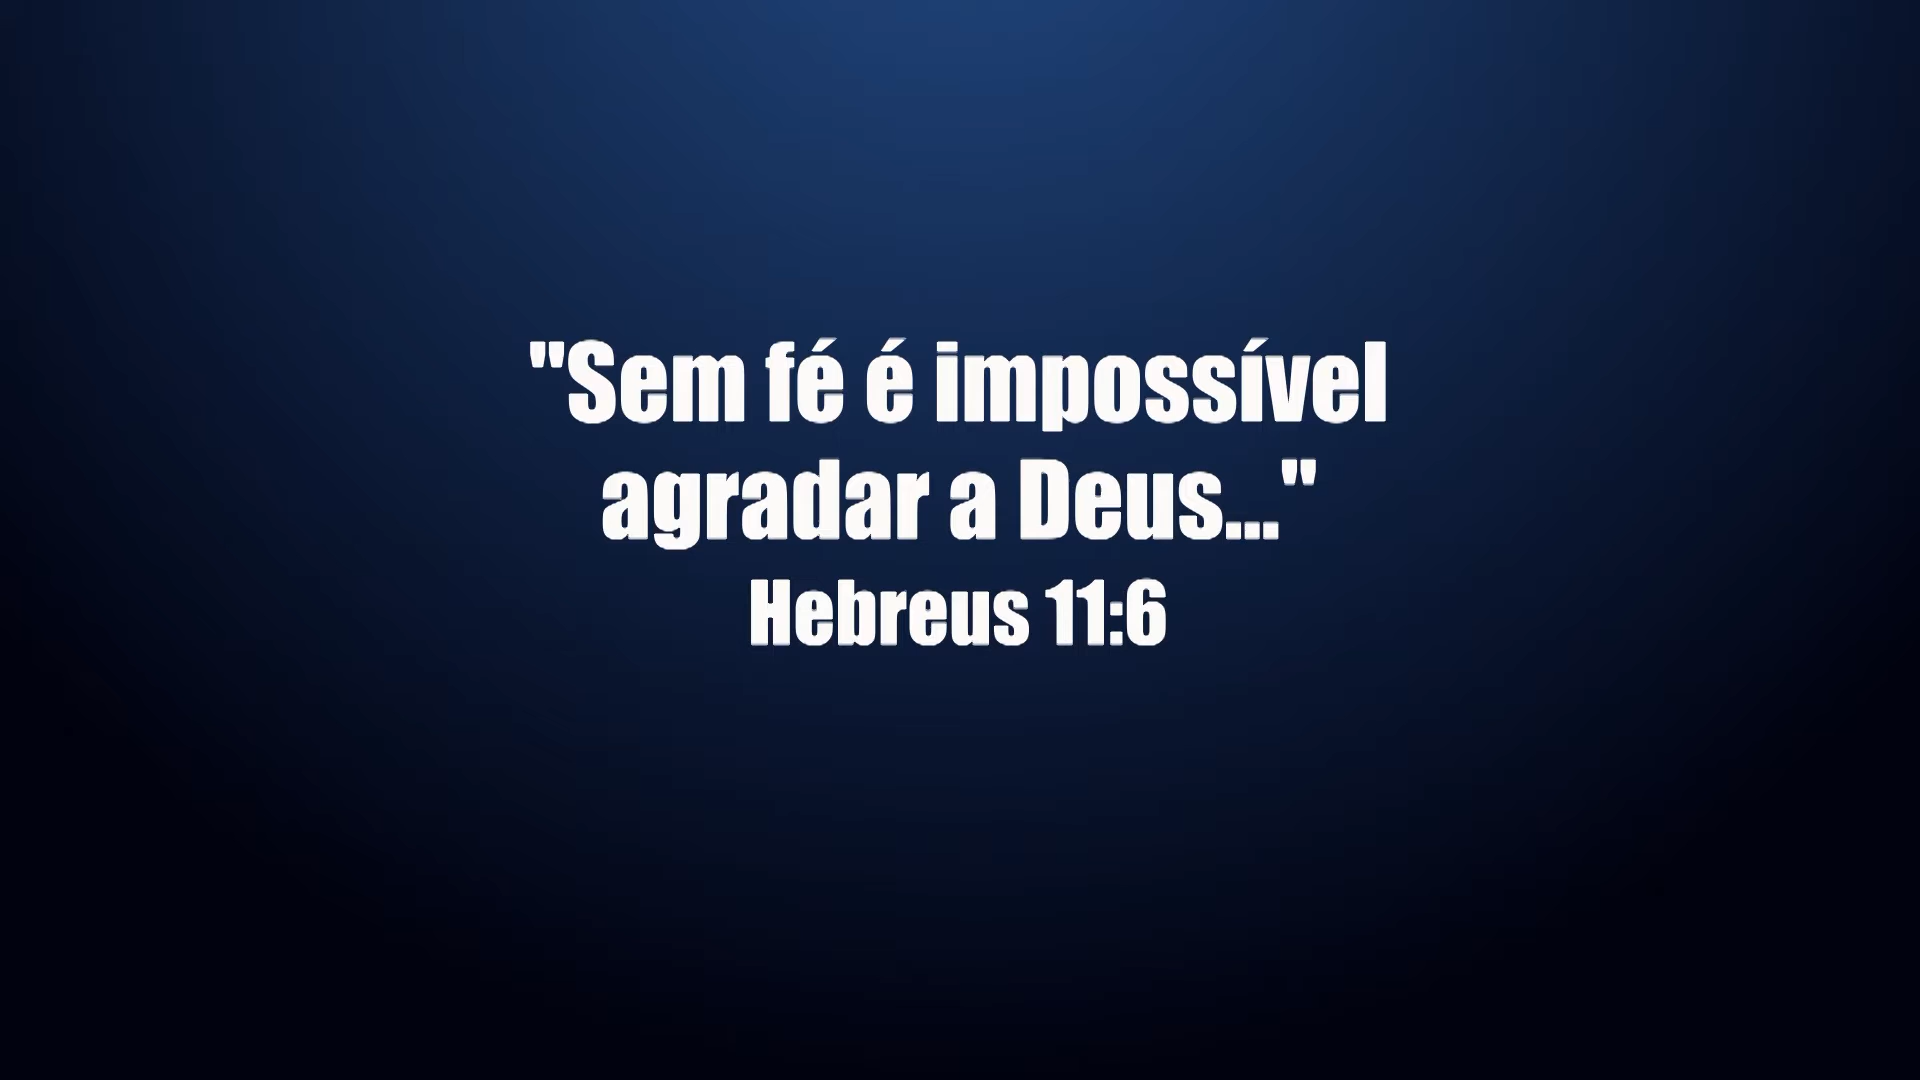 "Sem fé é impossível
agradar a Deus..."
Hebreus 11:6